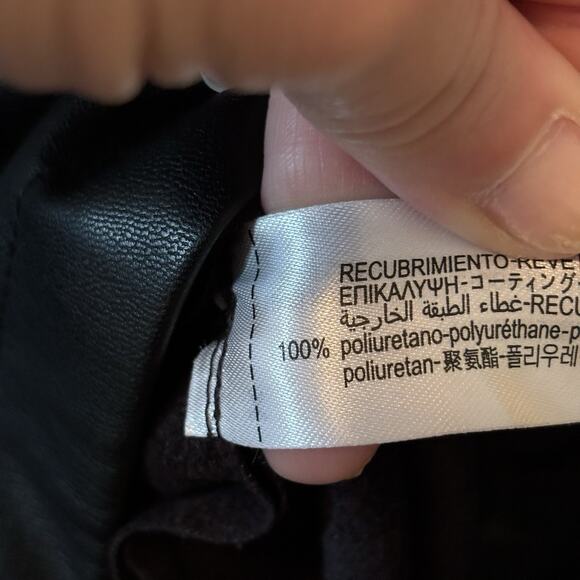 RECUBRIMIENTO-REVE
ΕΠΙΚΑΛΥΨΗ-コーティング-
غطاء الطبقة الخارجية-RECU
100% poliuretano-polyuréthane-p
poliuretan-聚氨酯-폴리우레